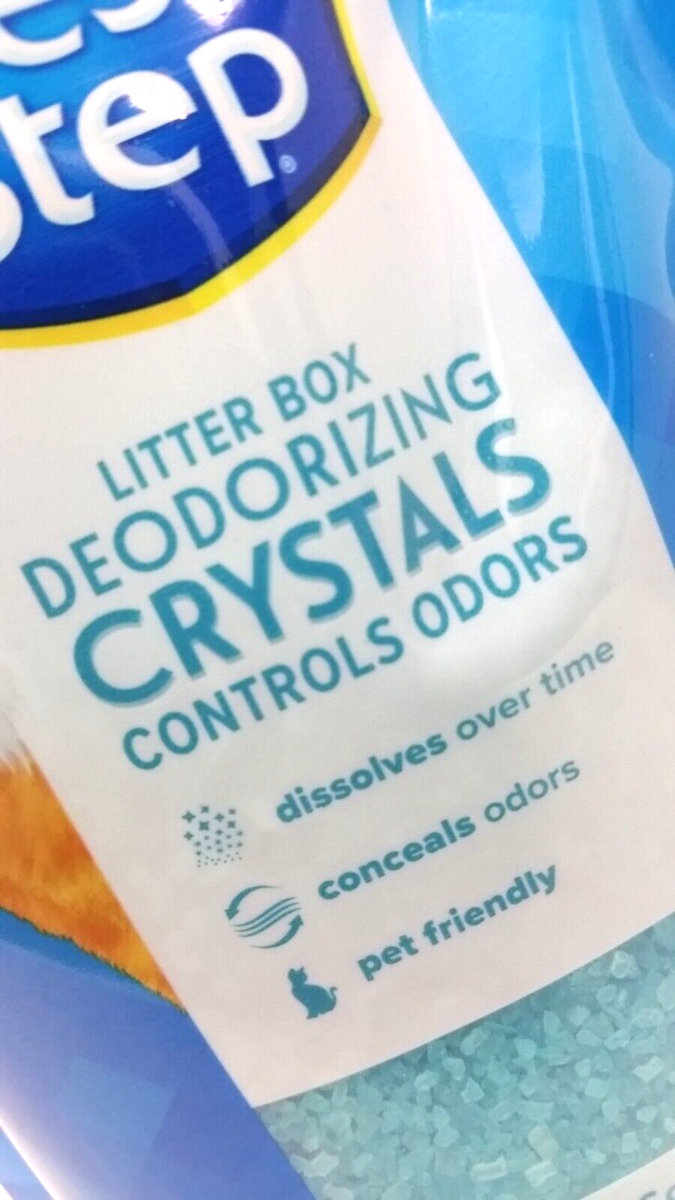 Step®
LITTER BOX
DEODORIZING
CRYSTALS
CONTROLS ODORS
dissolves over time
conceals odors
pet friendly